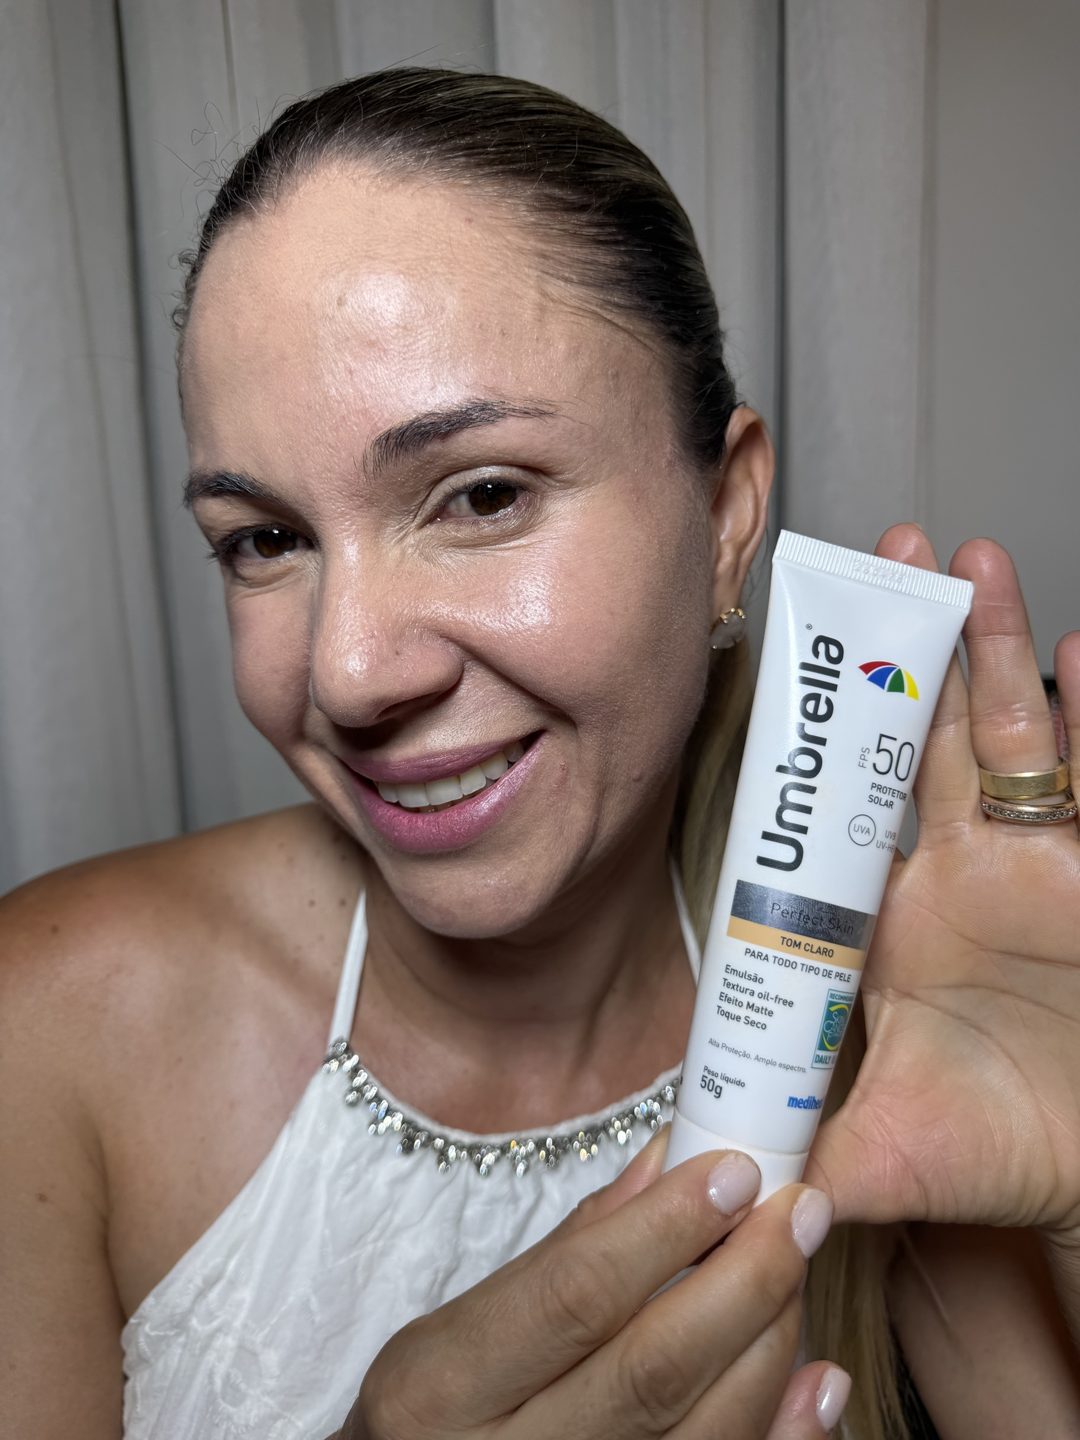 Umbrella®
FPS 50
PROTETOR
SOLAR
UVA
UVB
Perfect Skin
TOM CLARO
PARA TODO TIPO DE PELE
Emulsão
Textura oil-free
Efeito Matte
Toque Seco
Alta Proteção. Amplo espectro.
Peso líquido
50g
DAILY